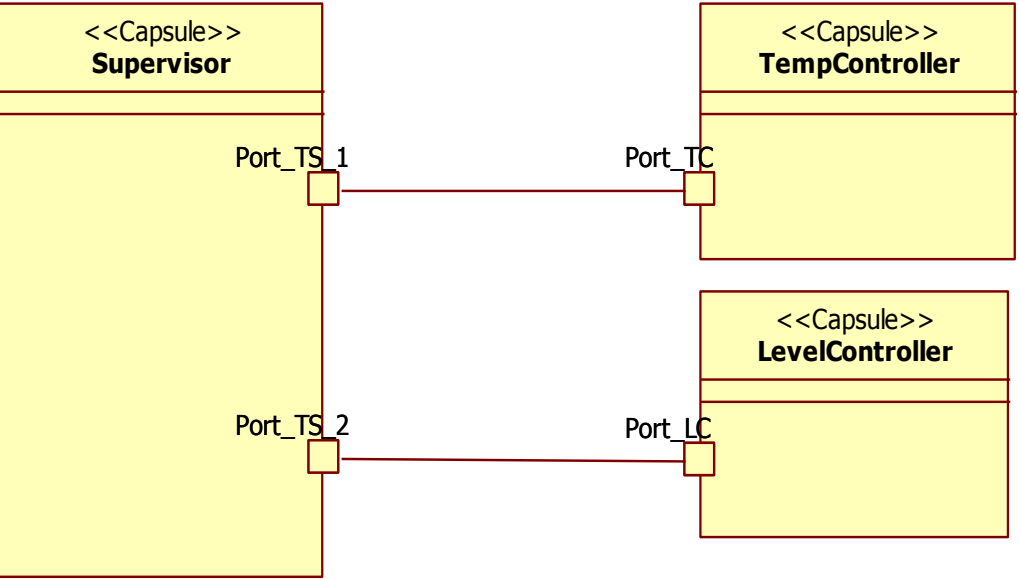 <<Capsule>>
Supervisor
<<Capsule>>
TempController
Port_TS_1
Port_TC
<<Capsule>>
LevelController
Port_TS_2
Port_LC